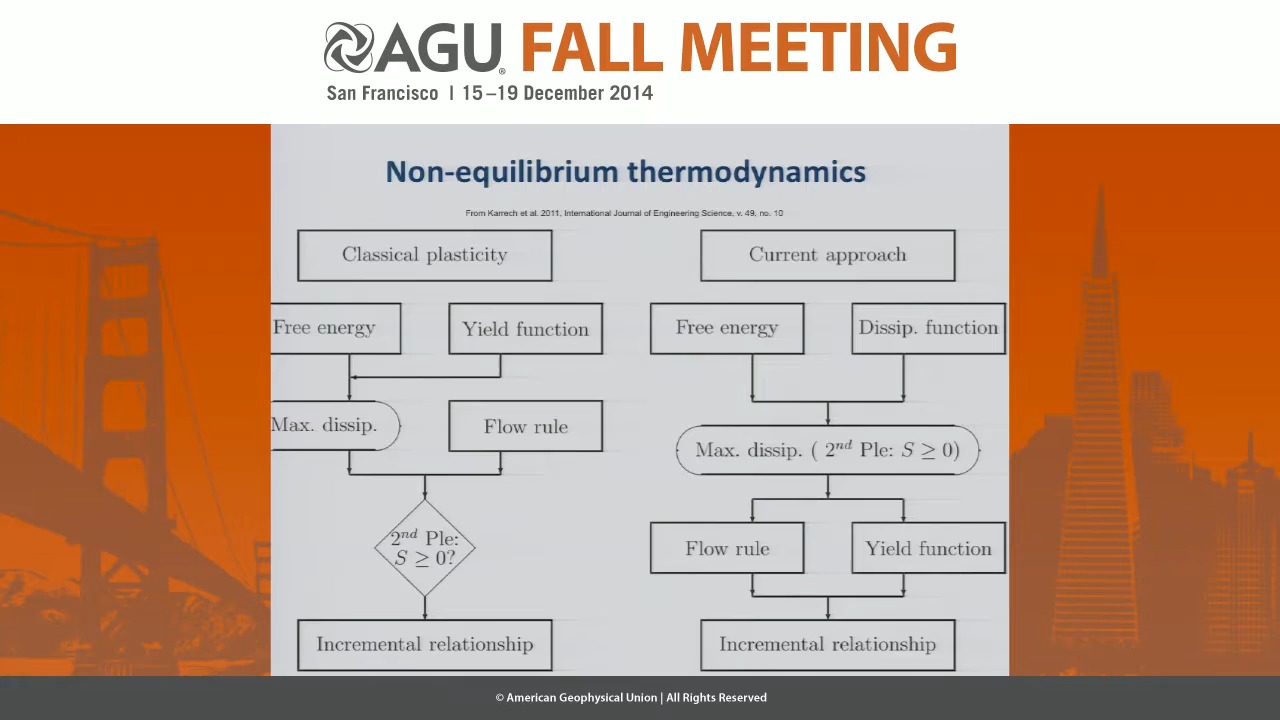 AGU FALL MEETING
San Francisco | 15–19 December 2014
Non-equilibrium thermodynamics
From Karrech et al. 2011, International Journal of Engineering Science, v. 49, no. 10
Classical plasticity
Current approach
Free energy
Yield function
Free energy
Dissip. function
Max. dissip.
Flow rule
Max. dissip. ( 2nd Ple: S ≥ 0)
2nd Ple:
S ≥ 0?
Flow rule
Yield function
Incremental relationship
Incremental relationship
© American Geophysical Union | All Rights Reserved